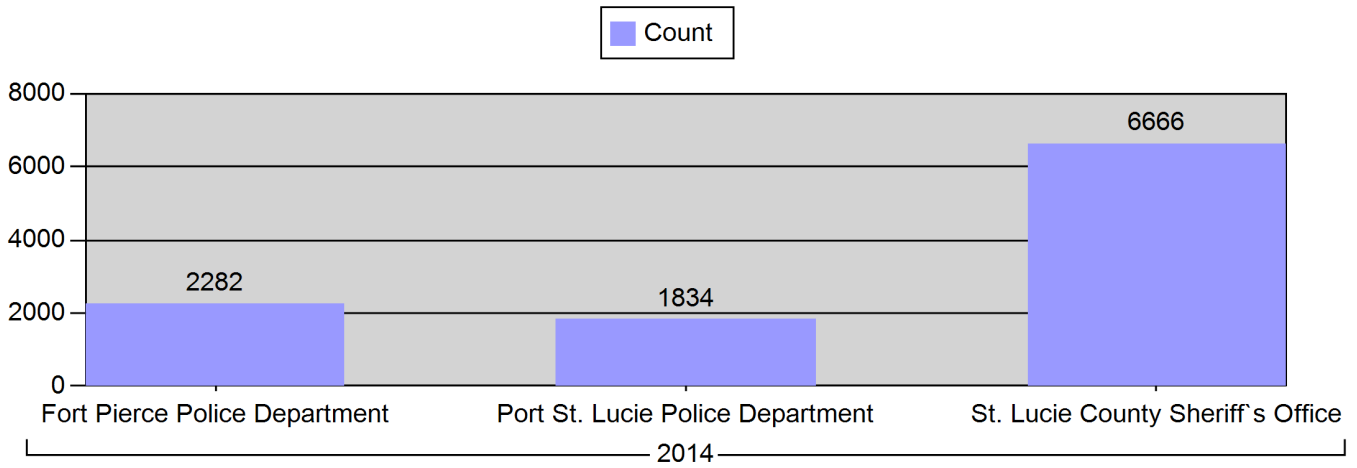 Count
8000
6000
4000
2000
0
2282
1834
6666
Fort Pierce Police Department
Port St. Lucie Police Department
St. Lucie County Sheriff`s Office
2014